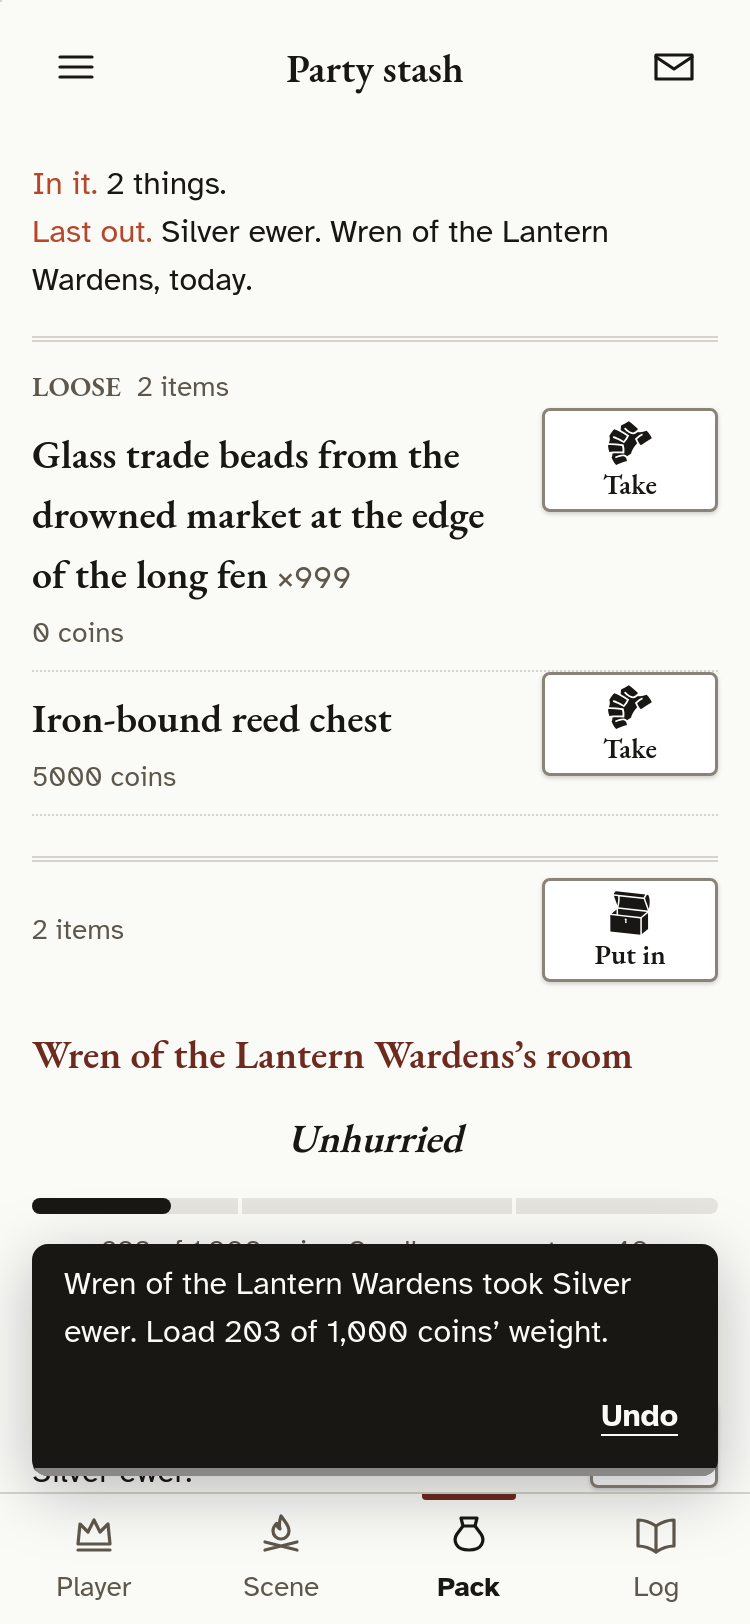 Party stash
In it. 2 things.
Last out. Silver ewer. Wren of the Lantern
Wardens, today.
LOOSE 2 items
Glass trade beads from the
drowned market at the edge
of the long fen ×999
0 coins
Take
Iron-bound reed chest
5000 coins
Take
2 items
Put in
Wren of the Lantern Wardens’s room
Unhurried
Wren of the Lantern Wardens took Silver
ewer. Load 203 of 1,000 coins’ weight.
Undo
Silver ewer.
Player
Scene
Pack
Log